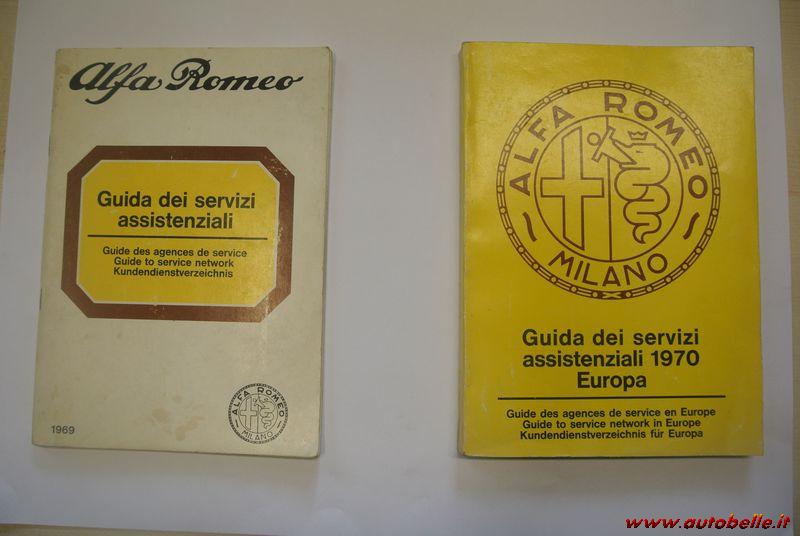 Alfa Romeo
Guida dei servizi
assistenziali
Guide des agences de service
Guide to service network
Kundendienstverzeichnis
1969
ALFA ROMEO
MILANO
ALFA ROMEO
MILANO
Guida dei servizi
assistenziali 1970
Europa
Guide des agences de service en Europe
Guide to service network in Europe
Kundendienstverzeichnis für Europa
www.autobelle.it